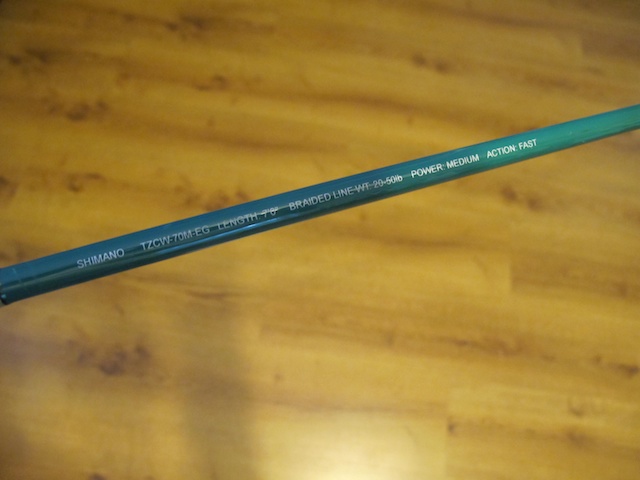 SHIMANO TZCW-70M-EG LENGTH 7'0" BRAIDED LINE WT 20-50lb POWER: MEDIUM ACTION: FAST